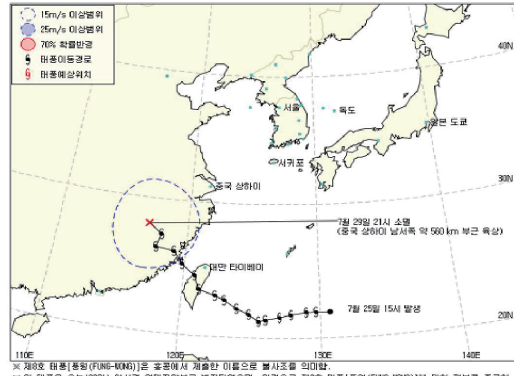 15m/s 이상범위
25m/s 이상범위
70% 확률반경
태풍이동경로
태풍예상위치
40N
서울
독도
일본 도쿄
140E
서귀포
중국 상하이
30N
7월 29일 21시 소멸
(중국 상하이 남서쪽 약 560 km 부근 육상)
대만 타이베이
7월 25일 15시 발생
20N
110E
120E
130E
※ 제8호 태풍[풍웡(FUNG-WONG)]은 홍콩에서 제출한 이름으로 봉사조를 의미함.